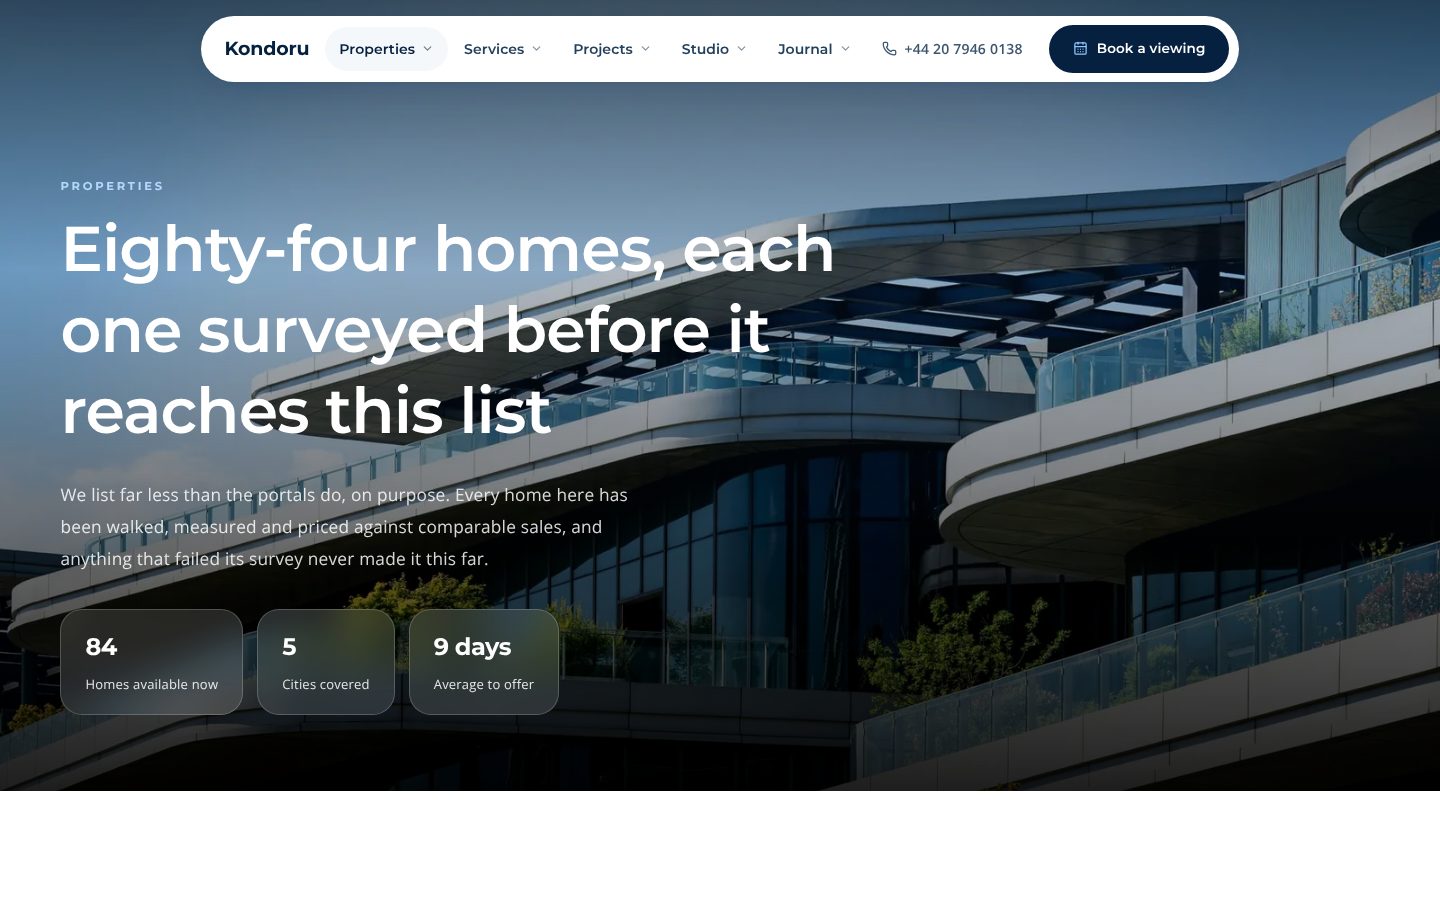 Kondoru
Properties
Services
Projects
Studio
Journal
+44 20 7946 0138
Book a viewing
PROPERTIES
Eighty-four homes, each
one surveyed before it
reaches this list
We list far less than the portals do, on purpose. Every home here has
been walked, measured and priced against comparable sales, and
anything that failed its survey never made it this far.
84
Homes available now
5
Cities covered
9 days
Average to offer